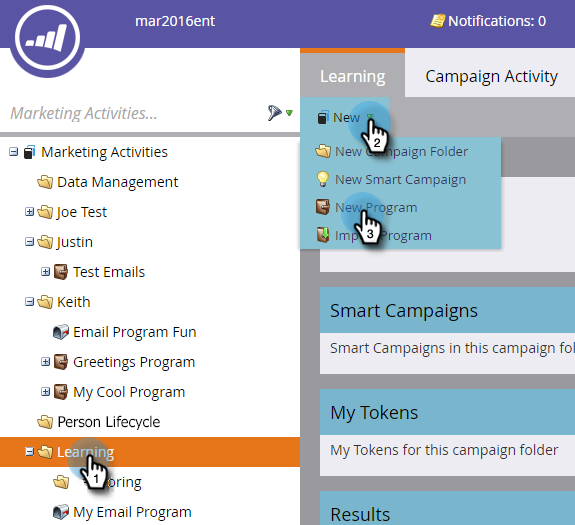 mar2016ent
Notifications: 0
Learning
Campaign Activity
Marketing Activities...
New
2
New Campaign Folder
New Smart Campaign
New Program
3
Import Program
Marketing Activities
Data Management
Joe Test
Justin
Test Emails
Keith
Email Program Fun
Greetings Program
My Cool Program
Person Lifecycle
Learning
1
oring
My Email Program
Smart Campaigns
Smart Campaigns in this campaign fol
My Tokens
My Tokens for this campaign folder
Results